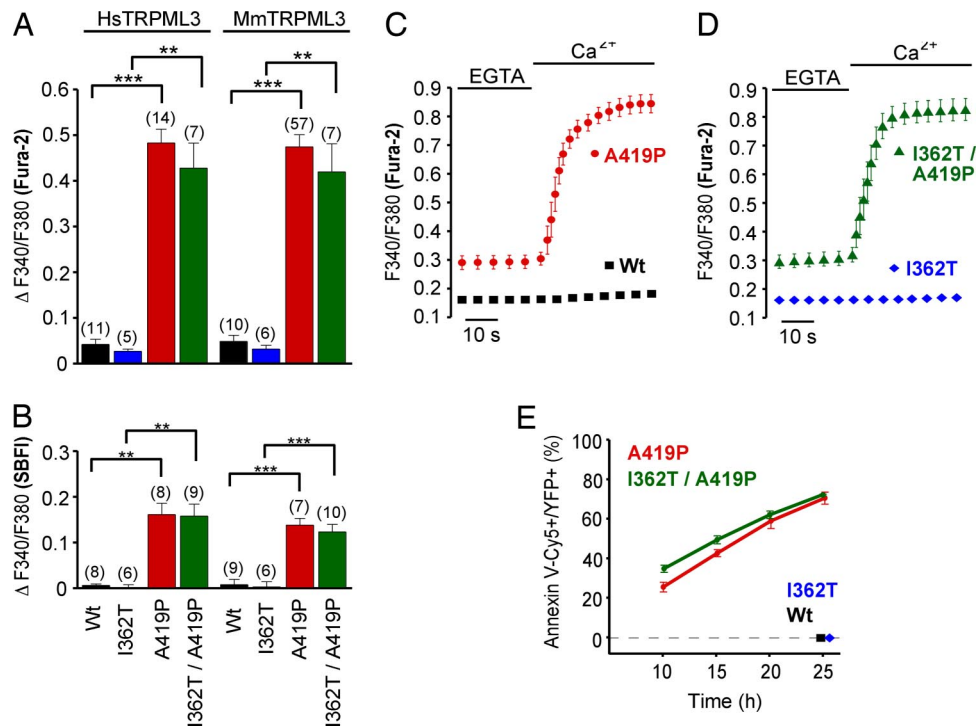 A
HsTRPML3 MmTRPML3
** **
*** ***
Δ F340/F380 (Fura-2)
0.6
0.5
0.4
0.3
0.2
0.1
0
(11) (5) (14) (7) (10) (6) (57) (7)
B
** ***
** ***
Δ F340/F380 (SBFI)
0.3
0.2
0.1
0
(8) (6) (8) (9) (9) (6) (7) (10)
Wt I362T A419P I362T / A419P Wt I362T A419P I362T / A419P
C
Ca2+
EGTA
F340/F380 (Fura-2)
0.9
0.8
0.7
0.6
0.5
0.4
0.3
0.2
0.1
A419P
Wt
10 s
D
Ca2+
EGTA
F340/F380 (Fura-2)
0.9
0.8
0.7
0.6
0.5
0.4
0.3
0.2
0.1
I362T /
A419P
I362T
10 s
E
Annexin V-Cy5+/YFP+ (%)
100
80
60
40
20
0
A419P
I362T / A419P
I362T
Wt
10 15 20 25
Time (h)